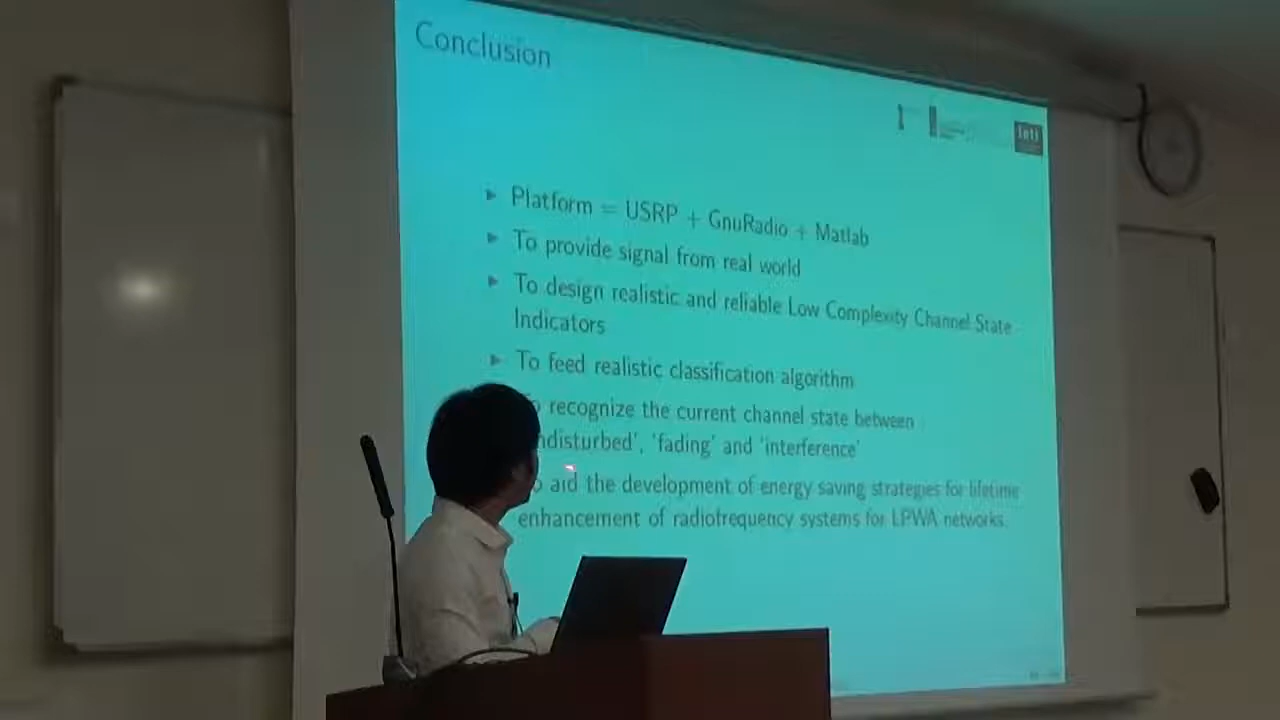 Conclusion
leti
▶ Platform = USRP + GnuRadio + Matlab
▶ To provide signal from real world
▶ To design realistic and reliable Low Complexity Channel State
Indicators
▶ To feed realistic classification algorithm
recognize the current channel state between
ndisturbed', 'fading' and 'interference'
aid the development of energy saving strategies for lifetime
enhancement of radiofrequency systems for LPWA networks.